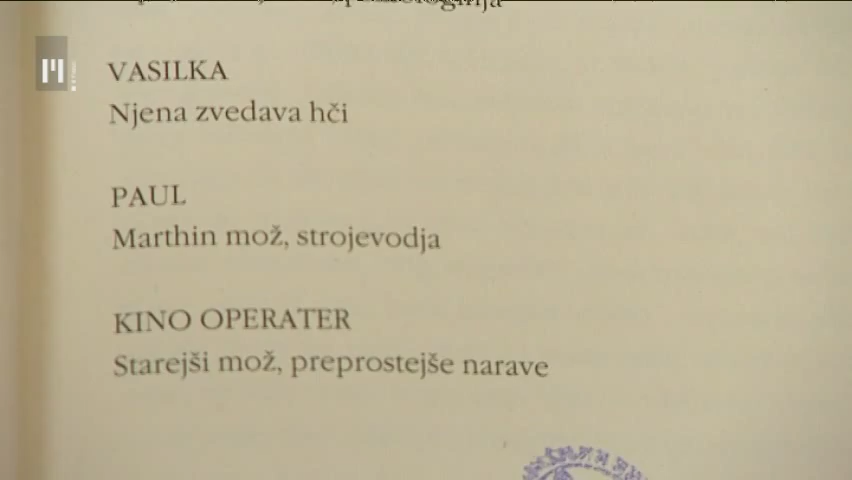 VASILKA
Njena zvedava hči
PAUL
Marthin mož, strojevodja
KINO OPERATER
Starejši mož, preprostejše narave